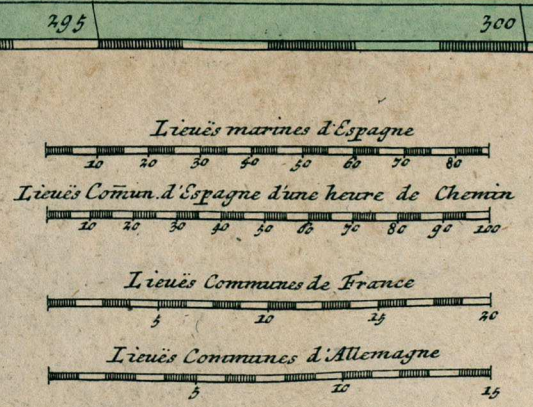 295 300
Lieuës marines d'Espagne
10 20 30 40 50 60 70 80
Lieuës Com̄un. d'Espagne d'une heure de Chemin
10 20 30 40 50 60 70 80 90 100
Lieuës Communes de France
5 10 15 20
Lieuës Communes d'Allemagne
5 10 15